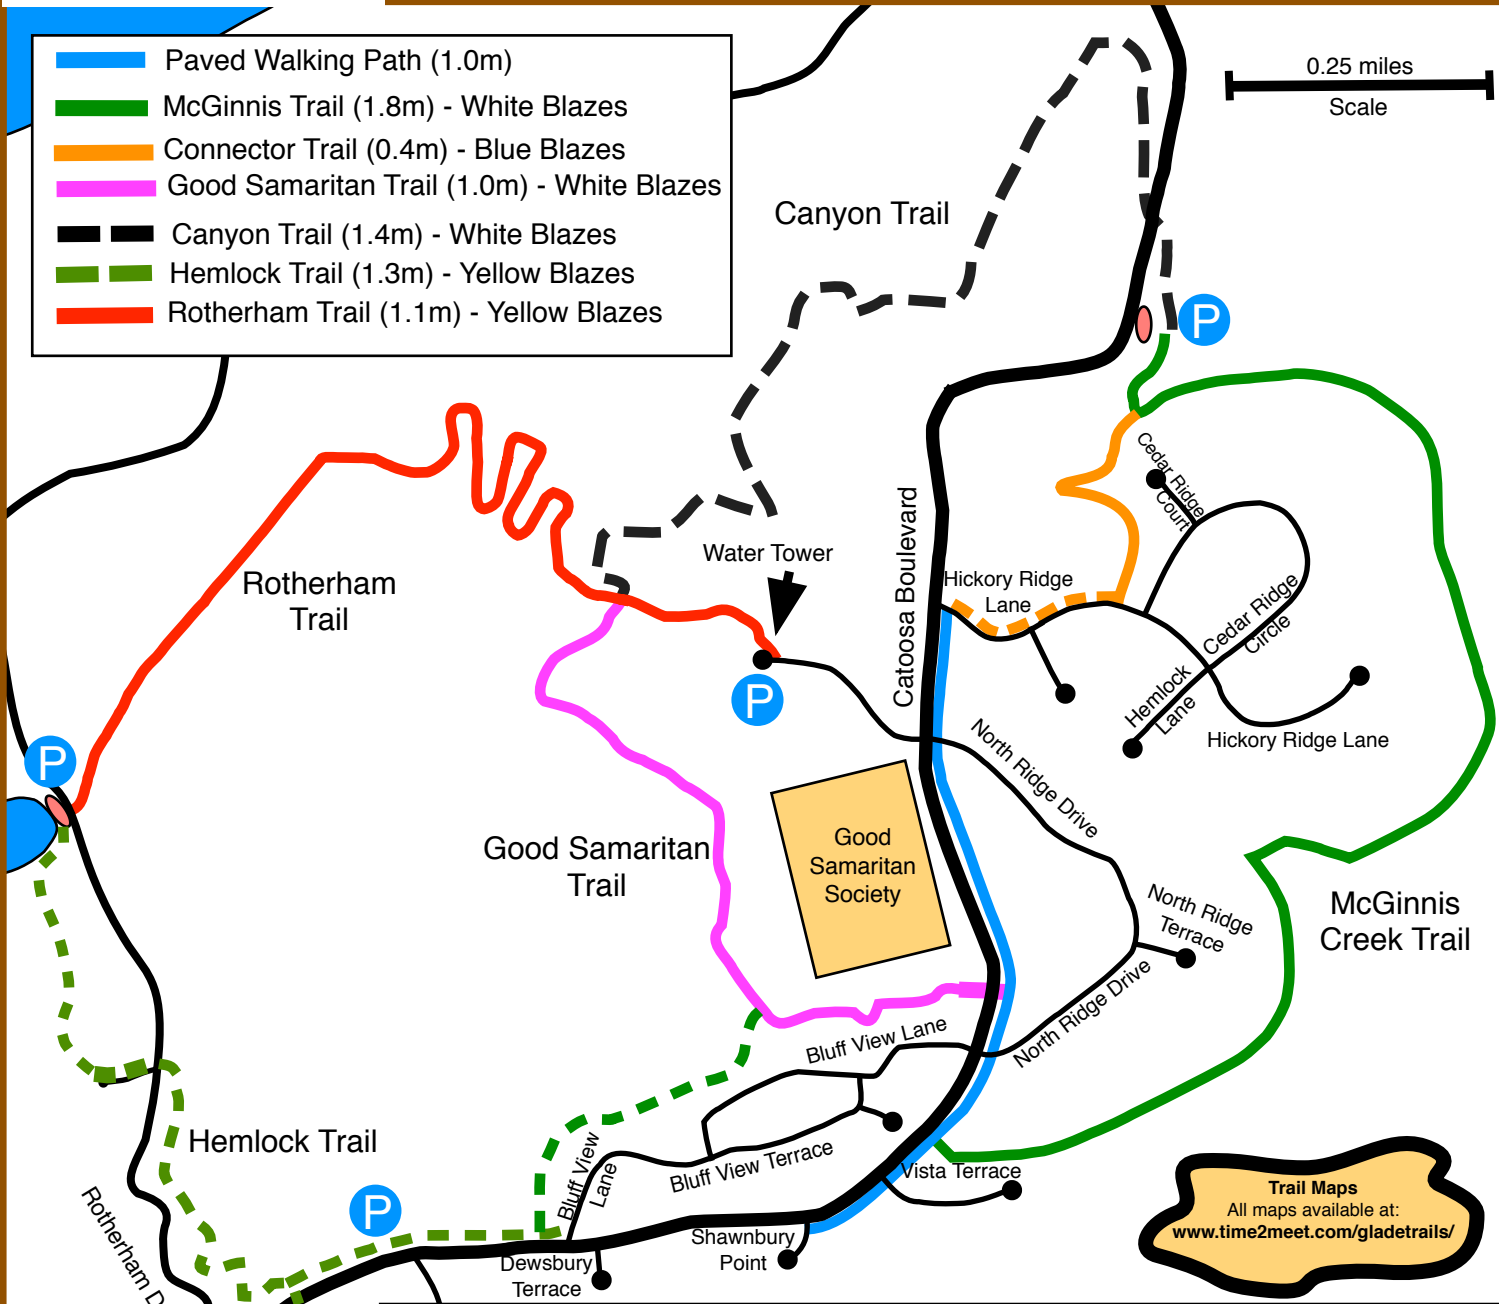 Paved Walking Path (1.0m)
McGinnis Trail (1.8m) - White Blazes
Connector Trail (0.4m) - Blue Blazes
Good Samaritan Trail (1.0m) - White Blazes
Canyon Trail (1.4m) - White Blazes
Hemlock Trail (1.3m) - Yellow Blazes
Rotherham Trail (1.1m) - Yellow Blazes
0.25 miles
Scale
Canyon Trail
P
Cedar Ridge
Court
Catoosa Boulevard
Water Tower
Hickory Ridge
Lane
Rotherham
Trail
Cedar Ridge
Circle
Hemlock
Lane
P
Hickory Ridge Lane
P
North Ridge Drive
Good Samaritan
Trail
Good
Samaritan
Society
North Ridge
Terrace
McGinnis
Creek Trail
North Ridge Drive
Bluff View Lane
Hemlock Trail
Bluff View
Lane
Bluff View Terrace
Vista Terrace
P
Rotherham D
Shawnbury
Point
Dewsbury
Terrace
Trail Maps
All maps available at:
www.time2meet.com/gladetrails/